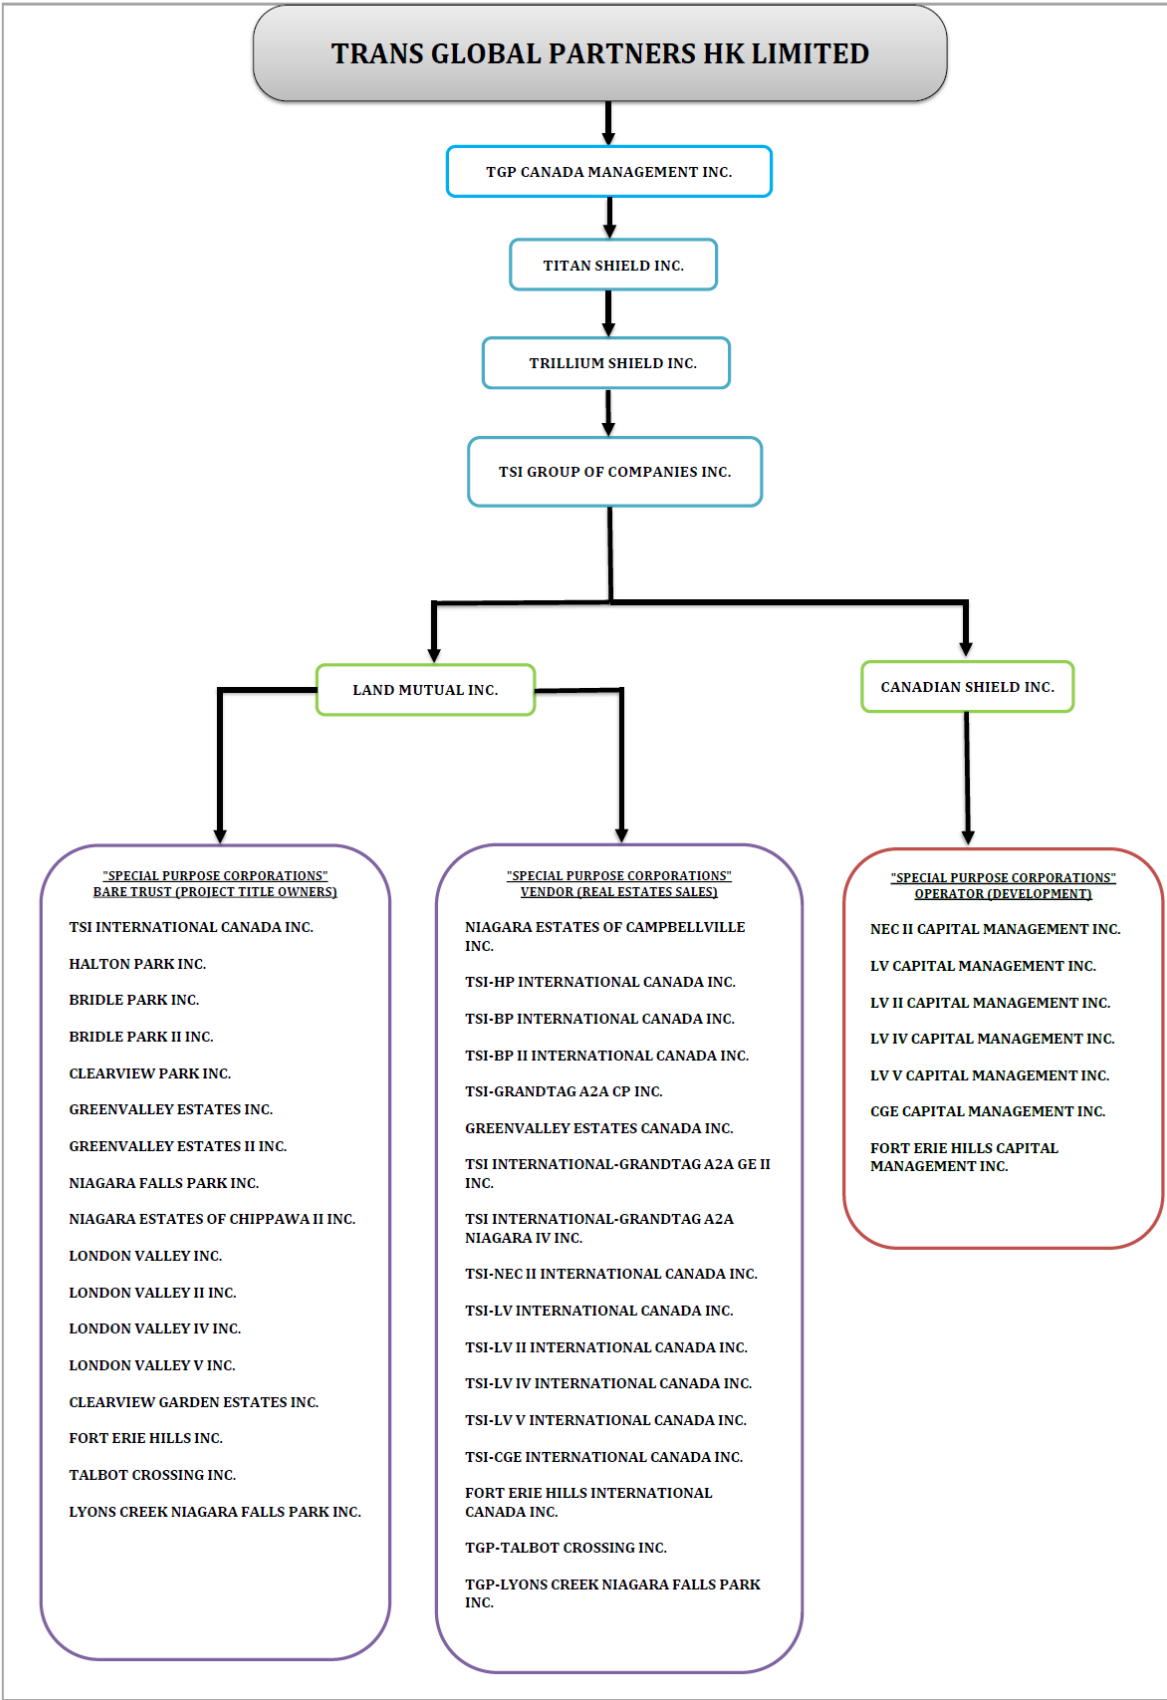 TRANS GLOBAL PARTNERS HK LIMITED
TGP CANADA MANAGEMENT INC.
TITAN SHIELD INC.
TRILLIUM SHIELD INC.
TSI GROUP OF COMPANIES INC.
LAND MUTUAL INC.
CANADIAN SHIELD INC.
"SPECIAL PURPOSE CORPORATIONS"
BARE TRUST (PROJECT TITLE OWNERS)
TSI INTERNATIONAL CANADA INC.
HALTON PARK INC.
BRIDLE PARK INC.
BRIDLE PARK II INC.
CLEARVIEW PARK INC.
GREENVALLEY ESTATES INC.
GREENVALLEY ESTATES II INC.
NIAGARA FALLS PARK INC.
NIAGARA ESTATES OF CHIPPAWA II INC.
LONDON VALLEY INC.
LONDON VALLEY II INC.
LONDON VALLEY IV INC.
LONDON VALLEY V INC.
CLEARVIEW GARDEN ESTATES INC.
FORT ERIE HILLS INC.
TALBOT CROSSING INC.
LYONS CREEK NIAGARA FALLS PARK INC.
"SPECIAL PURPOSE CORPORATIONS"
VENDOR (REAL ESTATES SALES)
NIAGARA ESTATES OF CAMPBELLVILLE
INC.
TSI-HP INTERNATIONAL CANADA INC.
TSI-BP INTERNATIONAL CANADA INC.
TSI-BP II INTERNATIONAL CANADA INC.
TSI-GRANDTAG A2A CP INC.
GREENVALLEY ESTATES CANADA INC.
TSI INTERNATIONAL-GRANDTAG A2A GE II
INC.
TSI INTERNATIONAL-GRANDTAG A2A
NIAGARA IV INC.
TSI-NEC II INTERNATIONAL CANADA INC.
TSI-LV INTERNATIONAL CANADA INC.
TSI-LV II INTERNATIONAL CANADA INC.
TSI-LV IV INTERNATIONAL CANADA INC.
TSI-LV V INTERNATIONAL CANADA INC.
TSI-CGE INTERNATIONAL CANADA INC.
FORT ERIE HILLS INTERNATIONAL
CANADA INC.
TGP-TALBOT CROSSING INC.
TGP-LYONS CREEK NIAGARA FALLS PARK
INC.
"SPECIAL PURPOSE CORPORATIONS"
OPERATOR (DEVELOPMENT)
NEC II CAPITAL MANAGEMENT INC.
LV CAPITAL MANAGEMENT INC.
LV II CAPITAL MANAGEMENT INC.
LV IV CAPITAL MANAGEMENT INC.
LV V CAPITAL MANAGEMENT INC.
CGE CAPITAL MANAGEMENT INC.
FORT ERIE HILLS CAPITAL
MANAGEMENT INC.